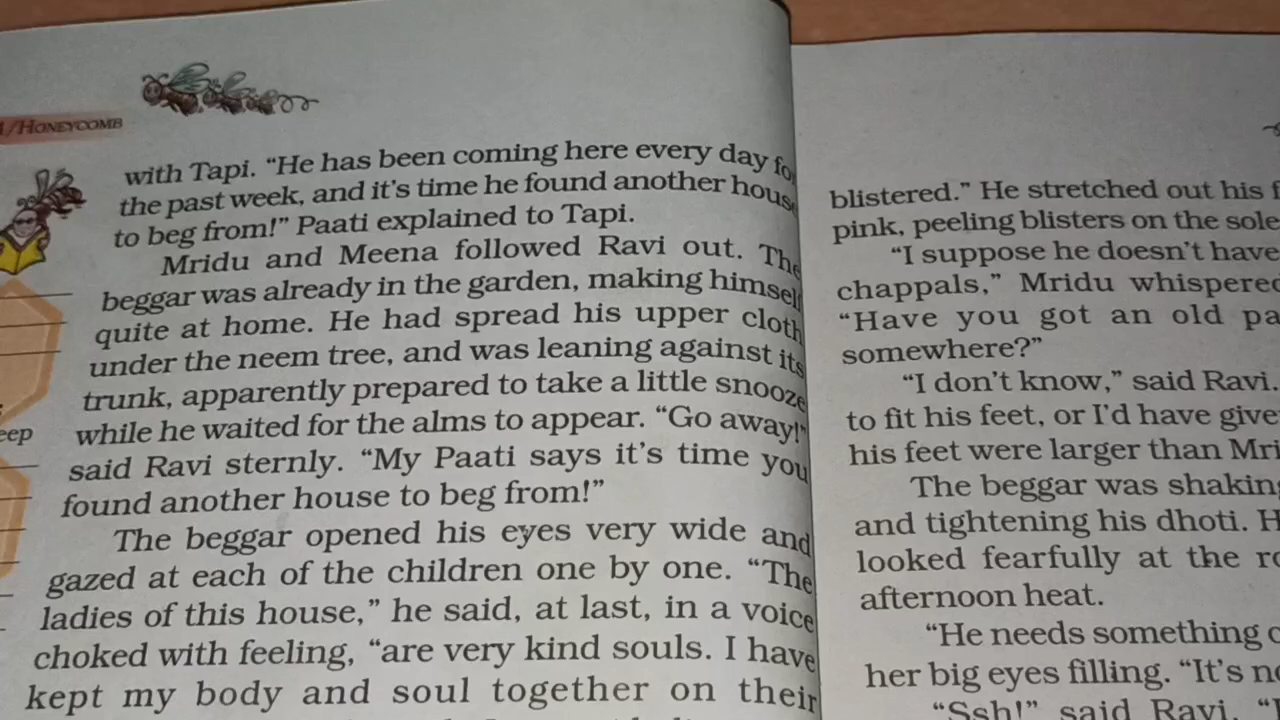 HONEYCOMB
with Tapi. “He has been coming here every day
the past week, and it's time he found another
to beg from!” Paati explained to Tapi.
Mridu and Meena followed Ravi out. The
beggar was already in the garden, making himself
quite at home. He had spread his upper cloth
under the neem tree, and was leaning against its
trunk, apparently prepared to take a little snooze
while he waited for the alms to appear. “Go away!”
said Ravi sternly. “My Paati says it's time you
found another house to beg from!”
The beggar opened his eyes very wide and
gazed at each of the children one by one. “The
ladies of this house,” he said, at last, in a voice
choked with feeling, “are very kind souls. I have
kept my body and soul together on their
blistered.” He stretched out his
pink, peeling blisters on the
“I suppose he doesn't have
chappals,” Mridu
“Have you got an old
somewhere?”
“I don't know,” said Ravi.
to fit his feet, or I'd have
his feet were larger than
The beggar was
and tightening his dhoti.
looked fearfully at the
afternoon heat.
“He needs something
her big eyes filling. “It's
“Ssh!” said Ravi.